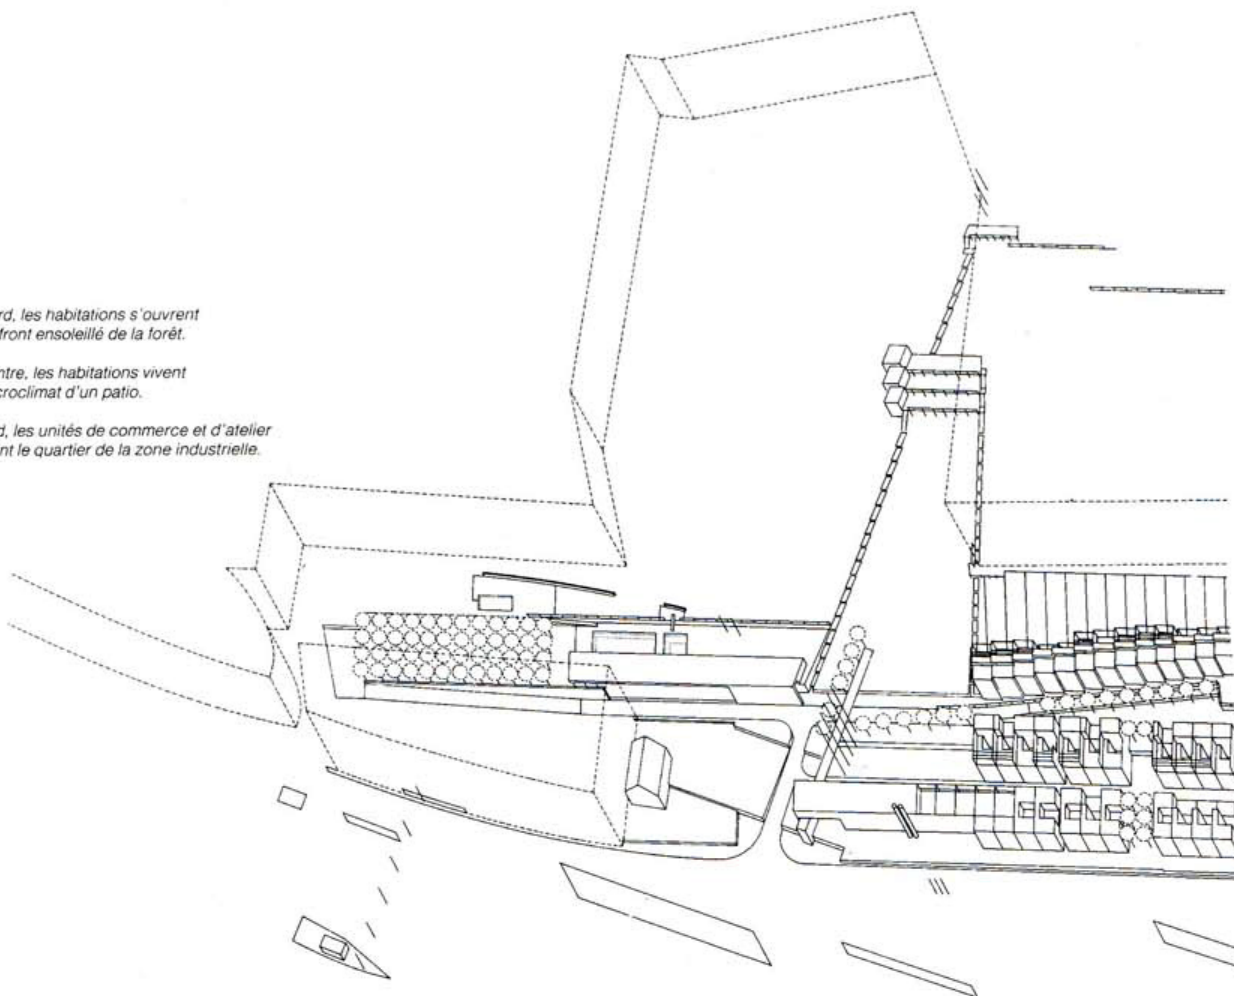 rd, les habitations s'ouvrent
front ensoleillé de la forêt.
ntre, les habitations vivent
croclimat d'un patio.
d, les unités de commerce et d'atelier
nt le quartier de la zone industrielle.